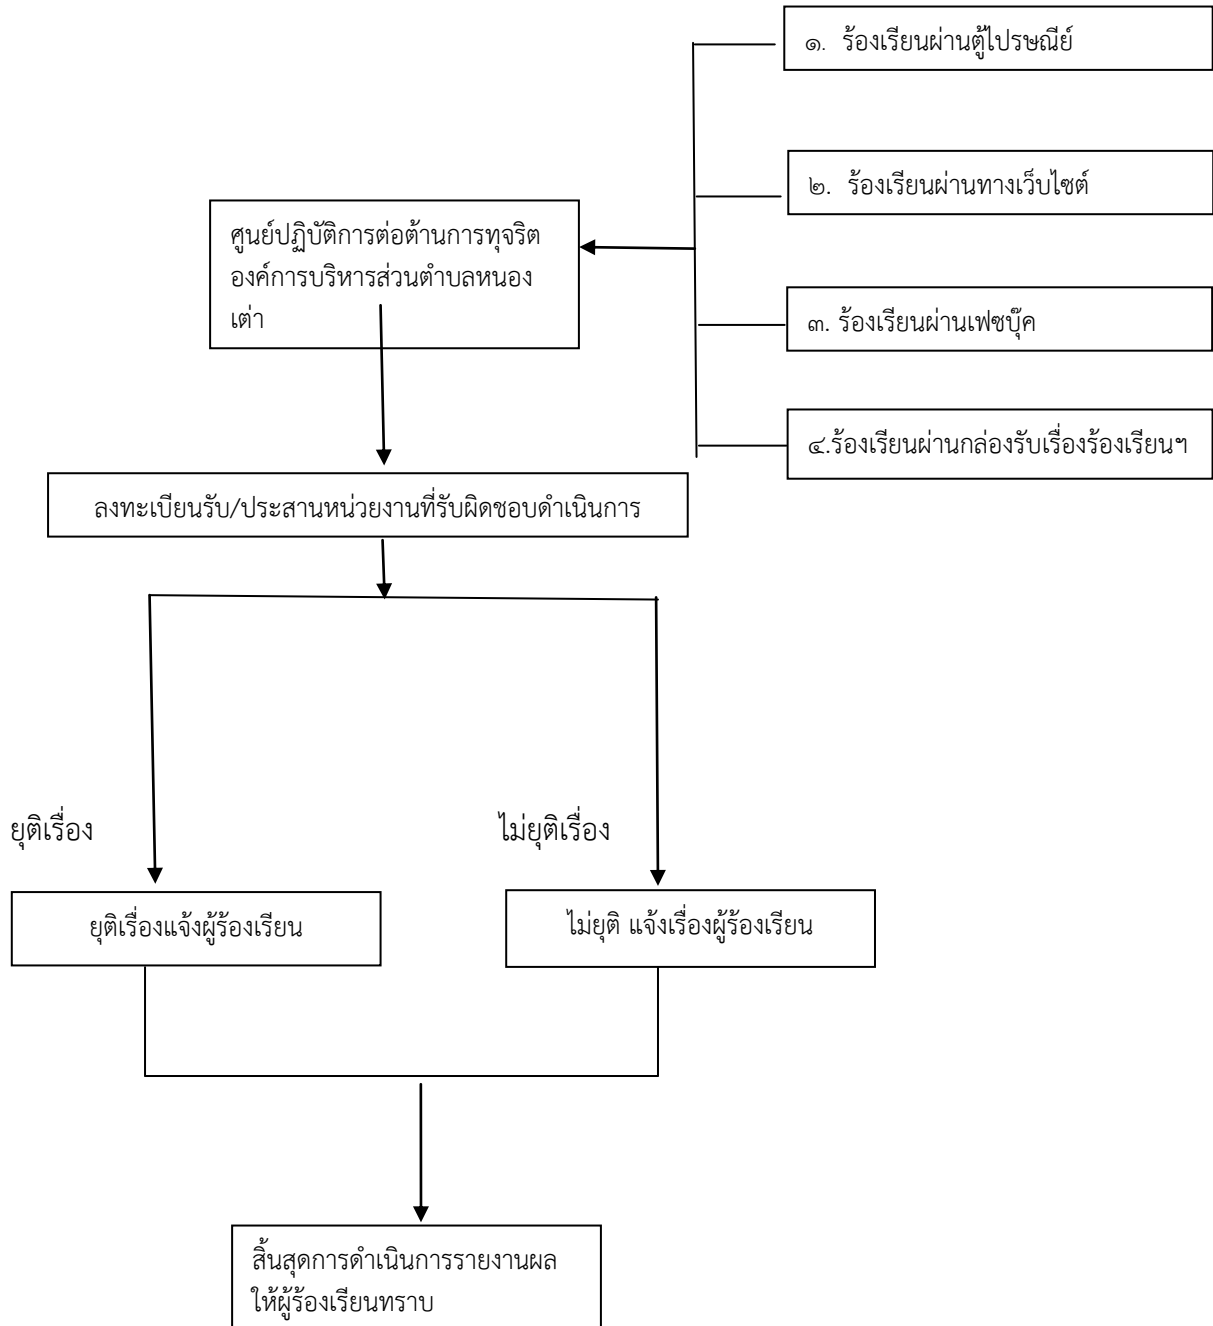 ๑. ร้องเรียนผ่านตู้ไปรษณีย์
๒. ร้องเรียนผ่านทางเว็บไซต์
ศูนย์ปฏิบัติการต่อต้านการทุจริต
องค์การบริหารส่วนตำบลหนอง
เต่า
๓. ร้องเรียนผ่านเฟซบุ๊ค
๔.ร้องเรียนผ่านกล่องรับเรื่องร้องเรียนฯ
ลงทะเบียนรับ/ประสานหน่วยงานที่รับผิดชอบดำเนินการ
ยุติเรื่อง
ไม่ยุติเรื่อง
ยุติเรื่องแจ้งผู้ร้องเรียน
ไม่ยุติ แจ้งเรื่องผู้ร้องเรียน
สิ้นสุดการดำเนินการรายงานผล
ให้ผู้ร้องเรียนทราบ